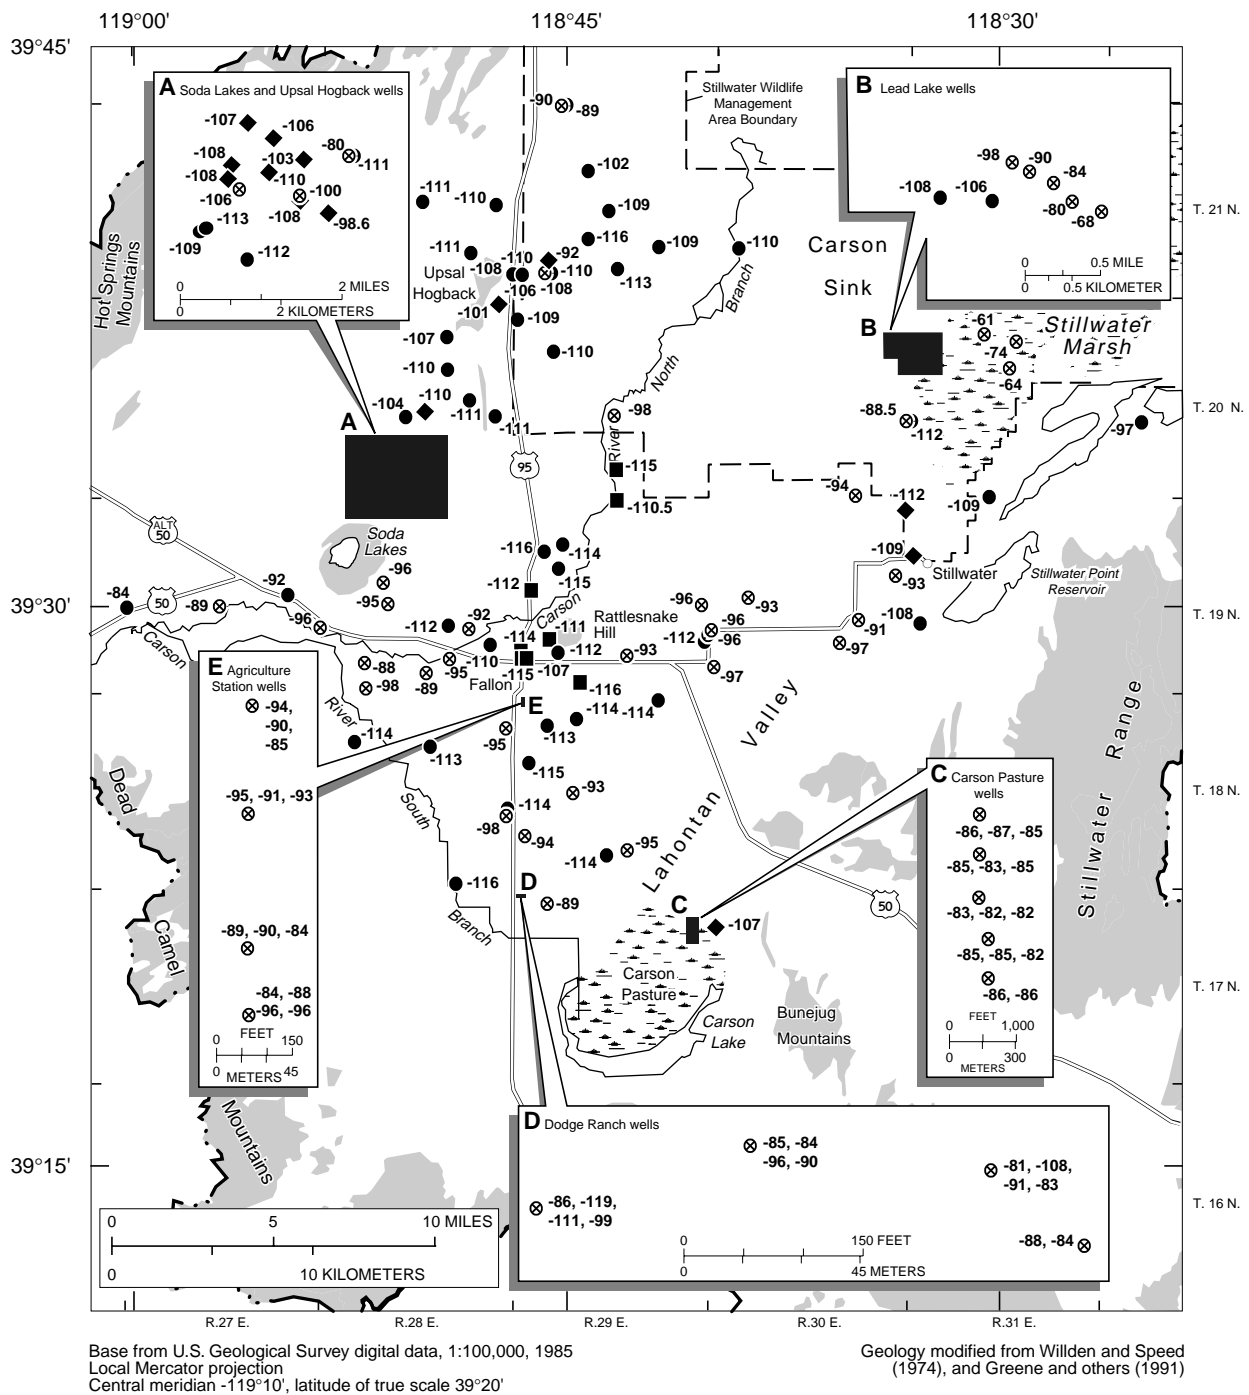 119°00'
118°45'
118°30'
39°45'
39°30'
39°15'
A Soda Lakes and Upsal Hogback wells
-107
-106
-80
-111
-108
-103
-108
-110
-106
-100
-113
-108
-98.6
-109
-112
0
2 MILES
0
2 KILOMETERS
B Lead Lake wells
-98
-90
-84
-108
-106
-80
-68
0
0.5 MILE
0
0.5 KILOMETER
Stillwater Wildlife
Management
Area Boundary
-90
-89
-102
-111
-110
-109
-116
-109
-110
-111
-110
-92
-108
-110
-108
-106
-113
Upsal
Hogback
-101
-109
-107
-110
-110
-110
-104
-111
-111
-98
-115
-110.5
Hot Springs
Mountains
Carson
Sink
Branch
North
River
T. 21 N.
T. 20 N.
T. 19 N.
T. 18 N.
T. 17 N.
T. 16 N.
A
B
-61
-74
-64
Stillwater
Marsh
-88.5
-112
-97
-94
-112
-109
-109
-93
Stillwater
Stillwater Point
Reservoir
95
ALT
50
50
50
Soda
Lakes
-96
-95
-116
-114
-115
-112
Carson
-84
-92
-89
-96
-112
-92
-114
-111
Rattlesnake
Hill
-112
-93
-107
-115
-110
-95
-89
-88
-98
Fallon
-116
-96
-93
-96
-112
-96
-97
-91
-97
-108
Carson
River
South
Branch
E
-114
-113
-95
-113
-114
-114
-115
-93
-114
-98
-94
-114
-95
-116
-89
D
C
-107
Lahontan
Valley
Stillwater Range
Dead
Camel
Mountains
Carson
Pasture
Carson
Lake
Bunejug
Mountains
E Agriculture
Station wells
-94,
-90,
-85
-95, -91, -93
-89, -90, -84
-84, -88
-96, -96
FEET
0
150
0
45
METERS
C Carson Pasture
wells
-86, -87, -85
-85, -83, -85
-83, -82, -82
-85, -85, -82
-86, -86
FEET
0
1,000
0
300
METERS
D Dodge Ranch wells
-85, -84
-96, -90
-81, -108,
-91, -83
-86, -119,
-111, -99
-88, -84
0
150 FEET
0
45 METERS
0
5
10 MILES
0
10 KILOMETERS
R.27 E.
R.28 E.
R.29 E.
R.30 E.
R.31 E.
Base from U.S. Geological Survey digital data, 1:100,000, 1985
Local Mercator projection
Central meridian -119°10', latitude of true scale 39°20'
Geology modified from Willden and Speed
(1974), and Greene and others (1991)